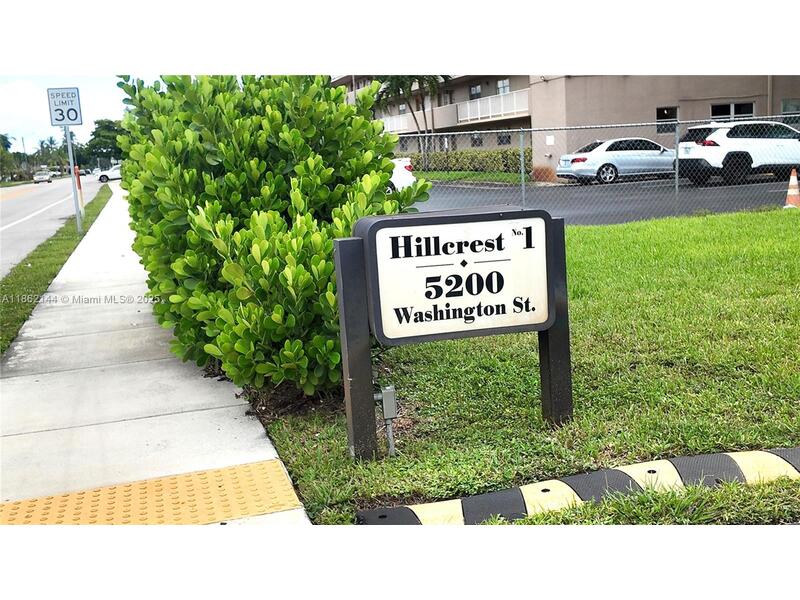 SPEED
LIMIT
30
Hillcrest No. 1
5200
Washington St.
A11862144 © Miami MLS® 2025